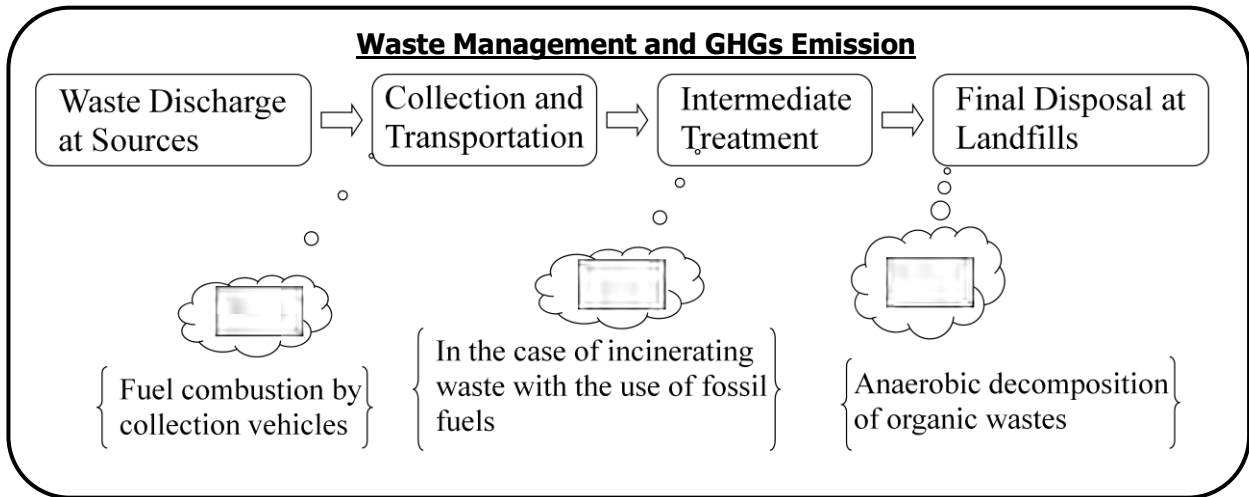 Waste Management and GHGs Emission
Waste Discharge
at Sources
Collection and
Transportation
Intermediate
Treatment
Final Disposal at
Landfills
Fuel combustion by
collection vehicles
In the case of incinerating
waste with the use of fossil
fuels
Anaerobic decomposition
of organic wastes